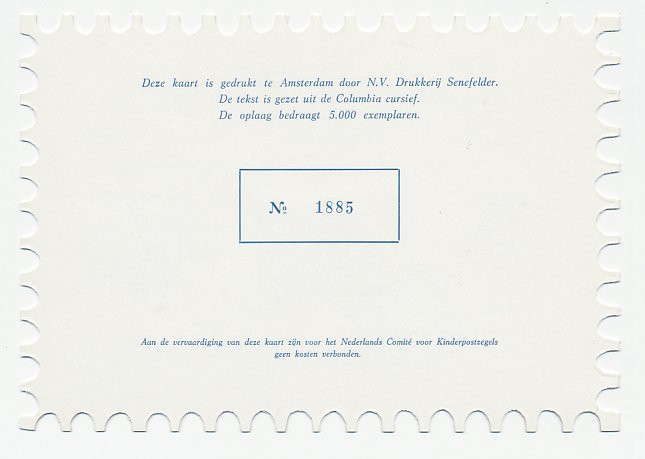 Deze kaart is gedrukt te Amsterdam door N.V. Drukkerij Senefelder.
De tekst is gezet uit de Columbia cursief.
De oplaag bedraagt 5.000 exemplaren.
№ 1885
Aan de vervaardiging van deze kaart zijn voor het Nederlands Comité voor Kinderpostzegels
geen kosten verbonden.